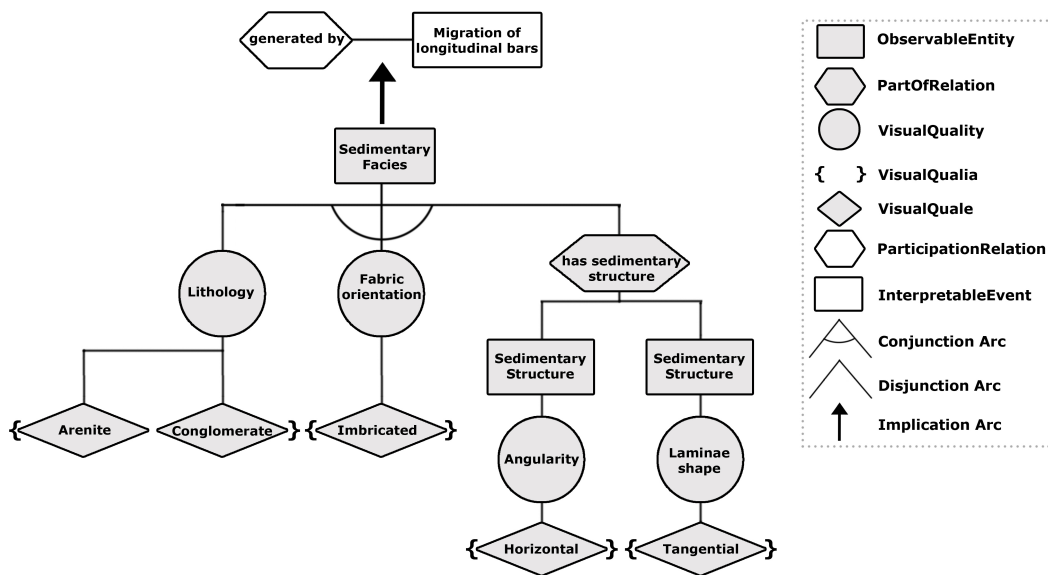 generated by
Migration of
longitudinal bars
Sedimentary
Facies
Lithology
Fabric
orientation
has sedimentary
structure
Sedimentary
Structure
Sedimentary
Structure
{ Arenite
Conglomerate }
{ Imbricated }
Angularity
Laminae
shape
{ Horizontal }
{ Tangential }
ObservableEntity
PartOfRelation
VisualQuality
{ } VisualQualia
VisualQuale
ParticipationRelation
InterpretableEvent
Conjunction Arc
Disjunction Arc
Implication Arc